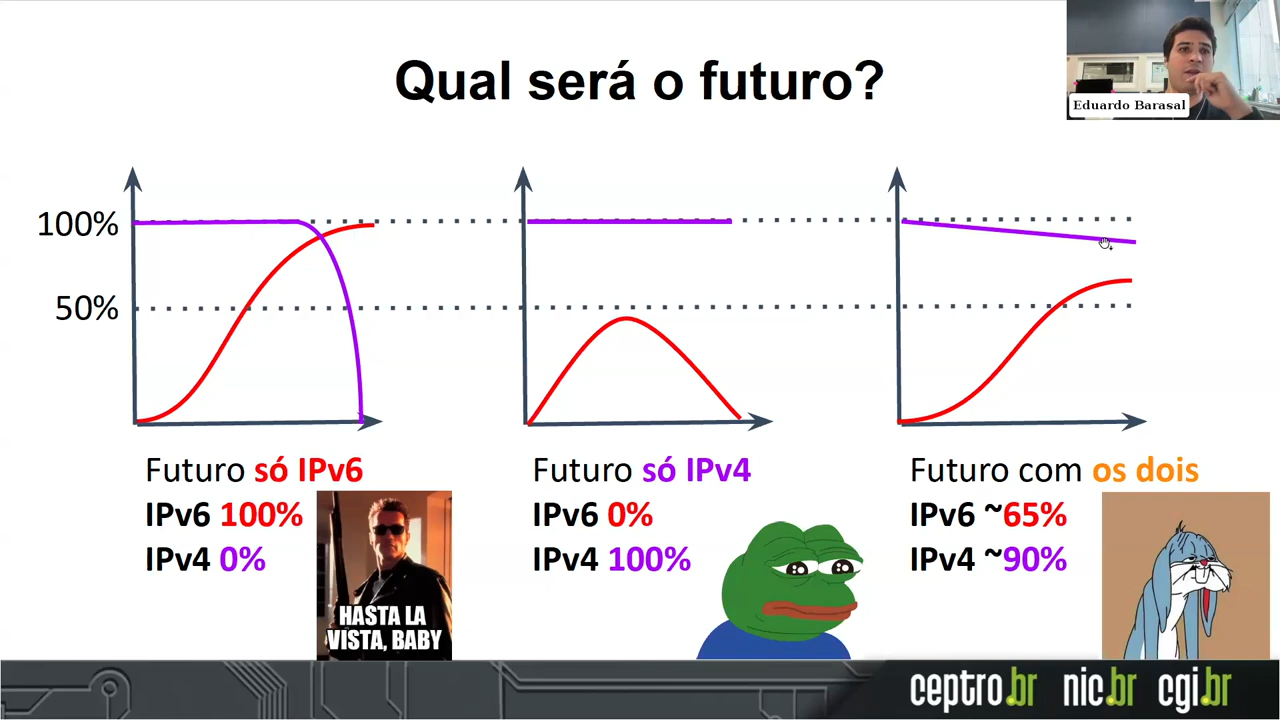 Qual será o futuro?
Eduardo Barasal
100%
50%
Futuro só IPv6
IPv6 100%
IPv4 0%
HASTA LA
VISTA, BABY
Futuro só IPv4
IPv6 0%
IPv4 100%
Futuro com os dois
IPv6 ~65%
IPv4 ~90%
ceptro.br nic.br cgi.br